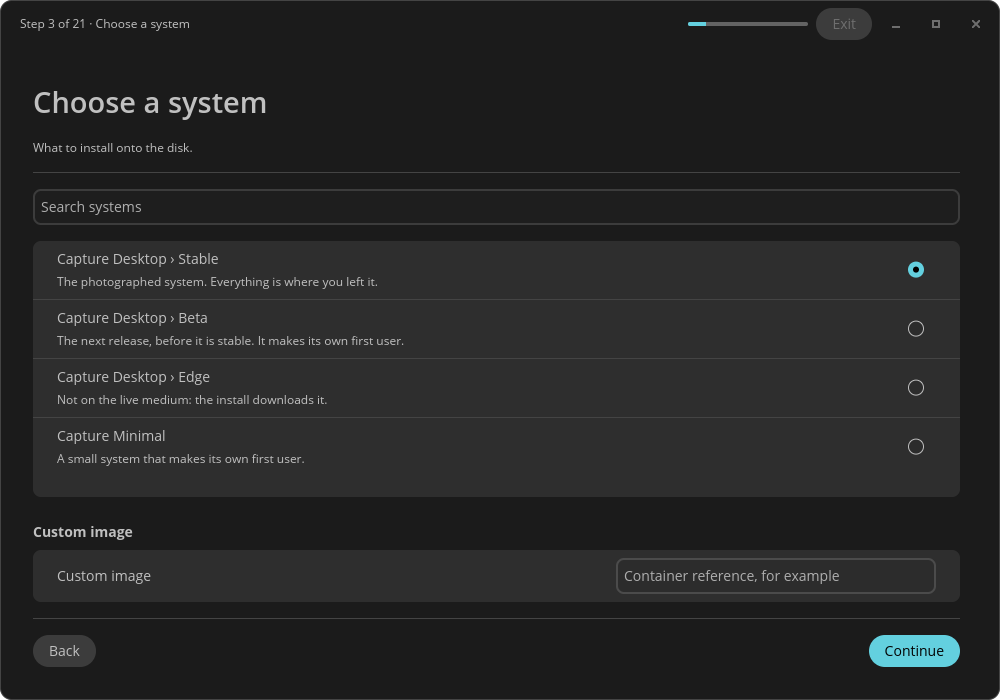 Step 3 of 21 · Choose a system
Exit
Choose a system
What to install onto the disk.
Search systems
Capture Desktop › Stable
The photographed system. Everything is where you left it.
Capture Desktop › Beta
The next release, before it is stable. It makes its own first user.
Capture Desktop › Edge
Not on the live medium: the install downloads it.
Capture Minimal
A small system that makes its own first user.
Custom image
Custom image
Container reference, for example
Back
Continue